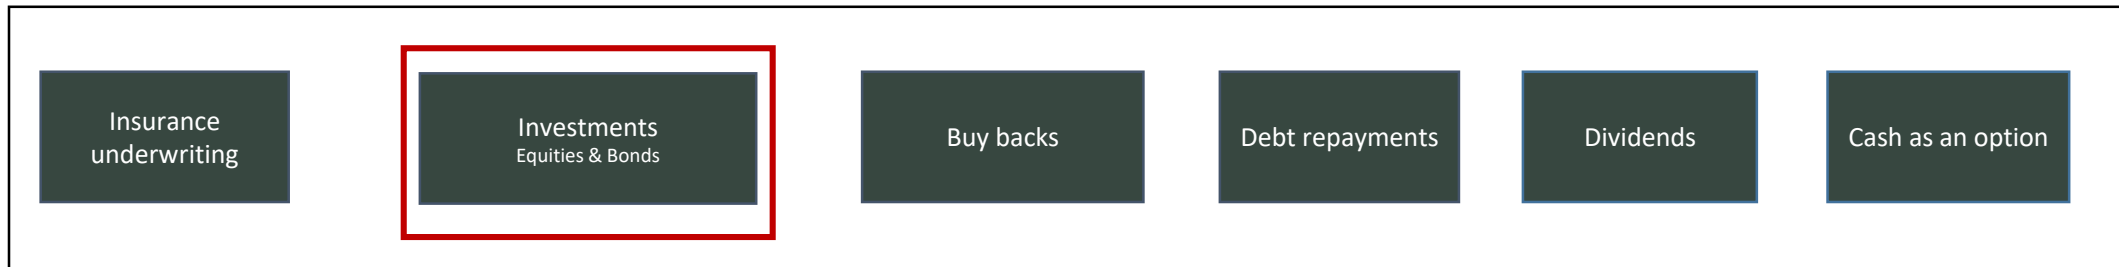 Insurance
underwriting
Investments
Equities & Bonds
Buy backs
Debt repayments
Dividends
Cash as an option